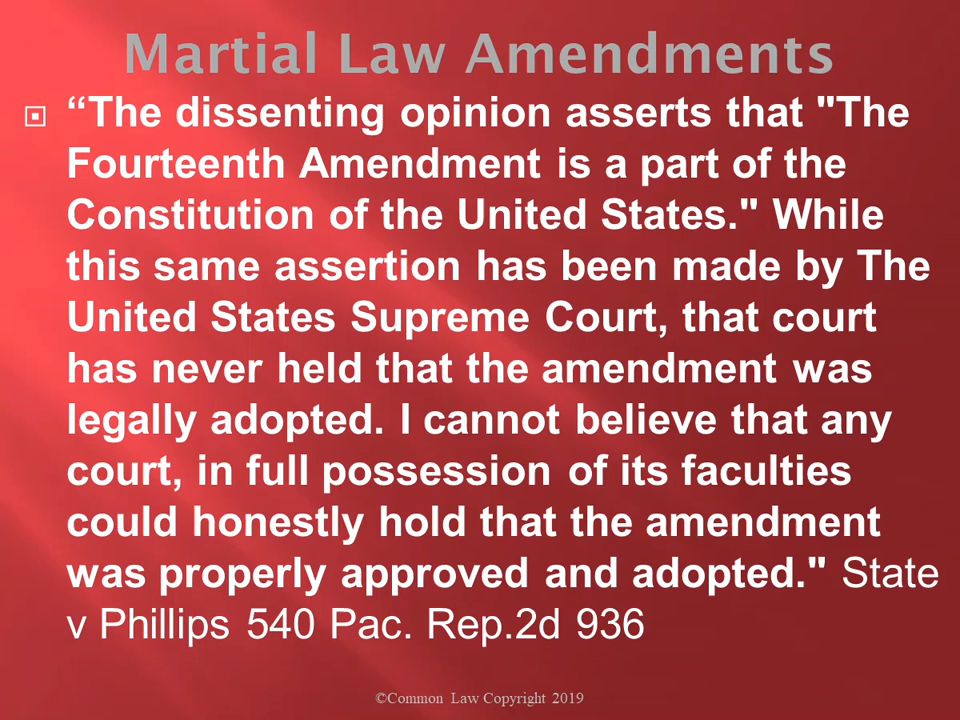 Martial Law Amendments
“The dissenting opinion asserts that "The
Fourteenth Amendment is a part of the
Constitution of the United States." While
this same assertion has been made by The
United States Supreme Court, that court
has never held that the amendment was
legally adopted. I cannot believe that any
court, in full possession of its faculties
could honestly hold that the amendment
was properly approved and adopted." State
v Phillips 540 Pac. Rep.2d 936
©Common Law Copyright 2019